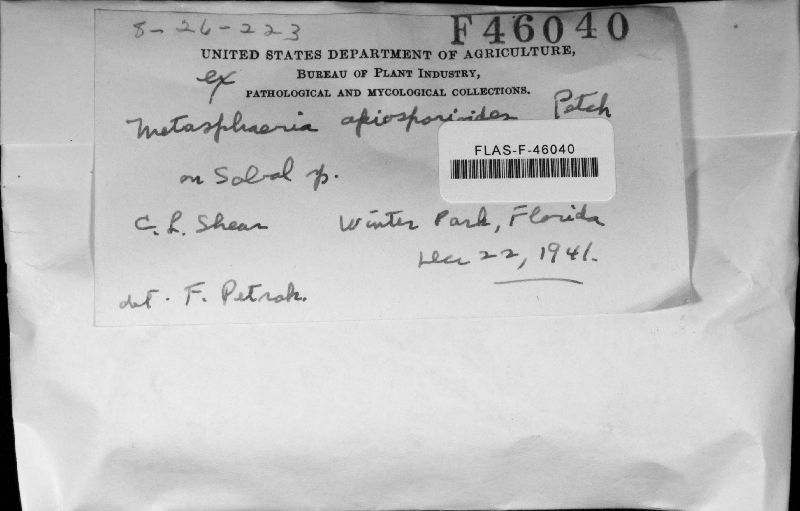 8-26-223
F46040
UNITED STATES DEPARTMENT OF AGRICULTURE,
ex
BUREAU OF PLANT INDUSTRY,
PATHOLOGICAL AND MYCOLOGICAL COLLECTIONS.
Metasphaeria apiosporioides Petch
FLAS-F-46040
on Sabal sp.
C. L. Shear Winter Park, Florida
Dec 22, 1941.
det. F. Petrak.